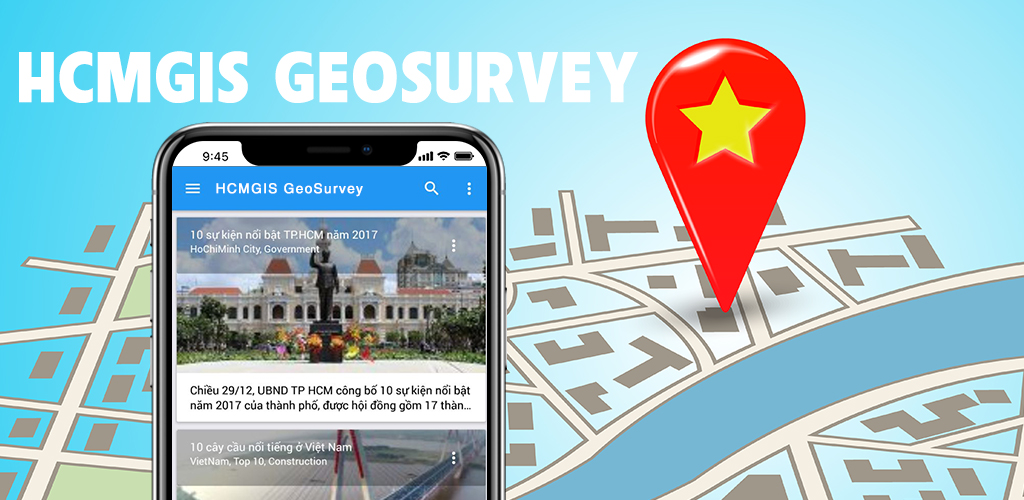 HCMGIS GEOSURVEY
9:45
HCMGIS GeoSurvey
10 sự kiện nổi bật TP.HCM năm 2017
HoChiMinh City, Government
Chiều 29/12, UBND TP HCM công bố 10 sự kiện nổi bật
năm 2017 của thành phố, được hội đồng gồm 17 thàn...
10 cây cầu nổi tiếng ở Việt Nam
VietNam, Top 10, Construction